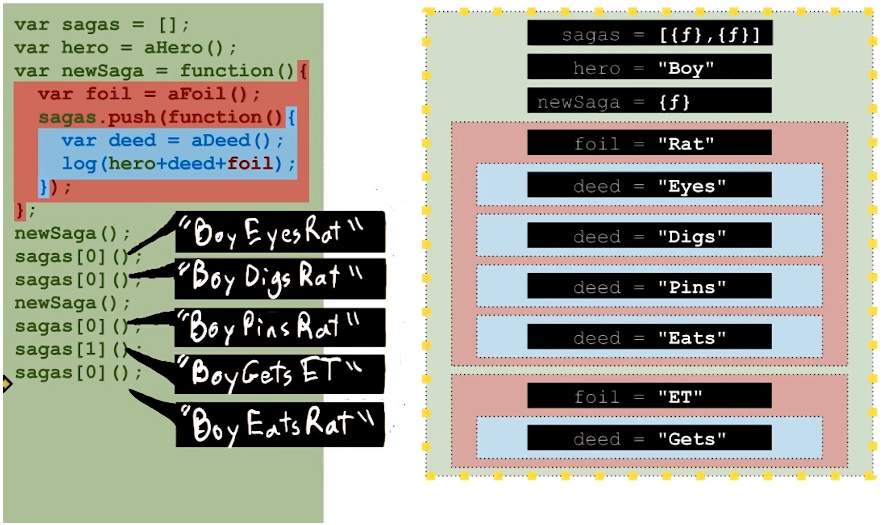 var sagas = [];
var hero = aHero();
var newSaga = function(){
var foil = aFoil();
sagas.push(function(){
var deed = aDeed();
log(hero+deed+foil);
});
};
newSaga();
sagas[0]();
sagas[0]();
newSaga();
sagas[0]();
sagas[1]();
sagas[0]();
"Boy Eyes Rat"
"Boy Digs Rat"
"Boy Pins Rat"
"Boy Gets ET"
"Boy Eats Rat"
sagas = [{f},{f}]
hero = "Boy"
newSaga = {f}
foil = "Rat"
deed = "Eyes"
deed = "Digs"
deed = "Pins"
deed = "Eats"
foil = "ET"
deed = "Gets"